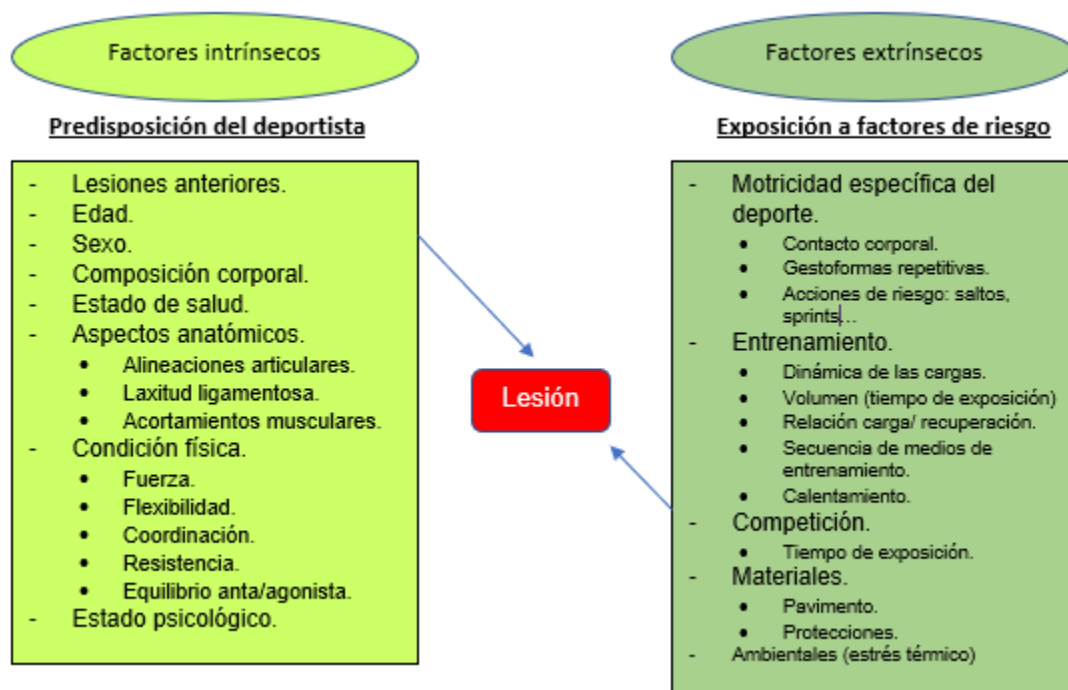 Factores intrínsecos
Predisposición del deportista
- Lesiones anteriores.
- Edad.
- Sexo.
- Composición corporal.
- Estado de salud.
- Aspectos anatómicos.
• Alineaciones articulares.
• Laxitud ligamentosa.
• Acortamientos musculares.
- Condición física.
• Fuerza.
• Flexibilidad.
• Coordinación.
• Resistencia.
• Equilibrio anta/agonista.
- Estado psicológico.
Lesión
Factores extrínsecos
Exposición a factores de riesgo
- Motricidad específica del
deporte.
• Contacto corporal.
• Gestoformas repetitivas.
• Acciones de riesgo: saltos,
sprints…
- Entrenamiento.
• Dinámica de las cargas.
• Volumen (tiempo de exposición)
• Relación carga/ recuperación.
• Secuencia de medios de
entrenamiento.
• Calentamiento.
- Competición.
• Tiempo de exposición.
- Materiales.
• Pavimento.
• Protecciones.
- Ambientales (estrés térmico)